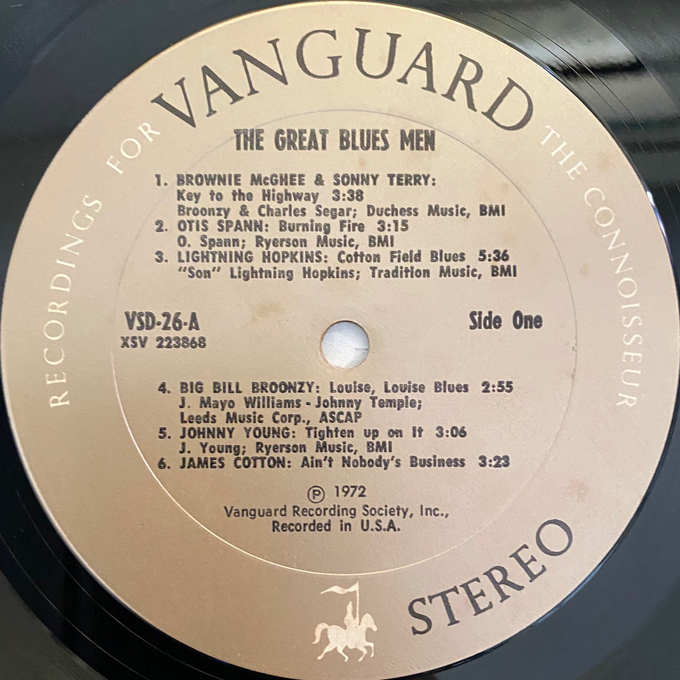 RECORDINGS FOR VANGUARD THE CONNOISSEUR
THE GREAT BLUES MEN
1. BROWNIE McGHEE & SONNY TERRY:
Key to the Highway 3:38
Broonzy & Charles Segar; Duchess Music, BMI
2. OTIS SPANN: Burning Fire 3:15
O. Spann; Ryerson Music, BMI
3. LIGHTNING HOPKINS: Cotton Field Blues 5:36
"Son" Lightning Hopkins; Tradition Music, BMI
VSD-26-A
XSV 223868
Side One
4. BIG BILL BROONZY: Louise, Louise Blues 2:55
J. Mayo Williams - Johnny Temple;
Leeds Music Corp., ASCAP
5. JOHNNY YOUNG: Tighten up on It 3:06
J. Young; Ryerson Music, BMI
6. JAMES COTTON: Ain't Nobody's Business 3:23
℗ 1972
Vanguard Recording Society, Inc.,
Recorded in U.S.A.
STEREO